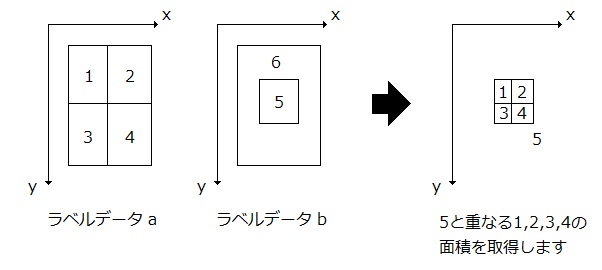 x
x
x
1 2
6
5
1 2
3 4
3 4
5
y
y
y
ラベルデータ a
ラベルデータ b
5と重なる1,2,3,4の
面積を取得します